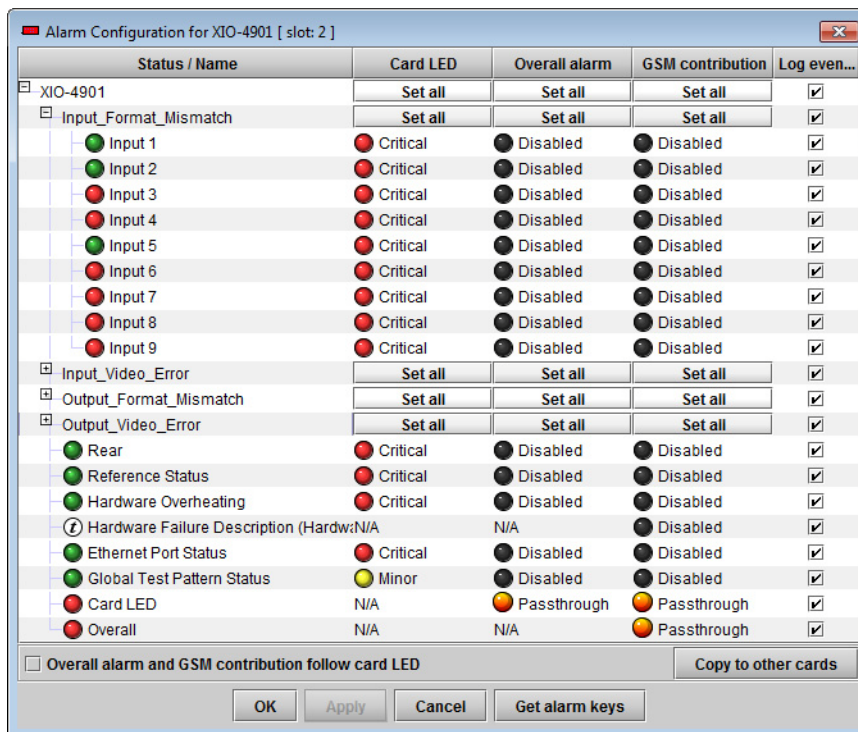 Alarm Configuration for XIO-4901 [ slot: 2 ]
Status / Name Card LED Overall alarm GSM contribution Log even...
XIO-4901 Set all Set all Set all
Input_Format_Mismatch Set all Set all Set all
Input 1 Critical Disabled Disabled
Input 2 Critical Disabled Disabled
Input 3 Critical Disabled Disabled
Input 4 Critical Disabled Disabled
Input 5 Critical Disabled Disabled
Input 6 Critical Disabled Disabled
Input 7 Critical Disabled Disabled
Input 8 Critical Disabled Disabled
Input 9 Critical Disabled Disabled
Input_Video_Error Set all Set all Set all
Output_Format_Mismatch Set all Set all Set all
Output_Video_Error Set all Set all Set all
Rear Critical Disabled Disabled
Reference Status Critical Disabled Disabled
Hardware Overheating Critical Disabled Disabled
t Hardware Failure Description (Hardwa N/A N/A Disabled
Ethernet Port Status Critical Disabled Disabled
Global Test Pattern Status Minor Disabled Disabled
Card LED N/A Passthrough Passthrough
Overall N/A N/A Passthrough
Overall alarm and GSM contribution follow card LED Copy to other cards
OK Apply Cancel Get alarm keys